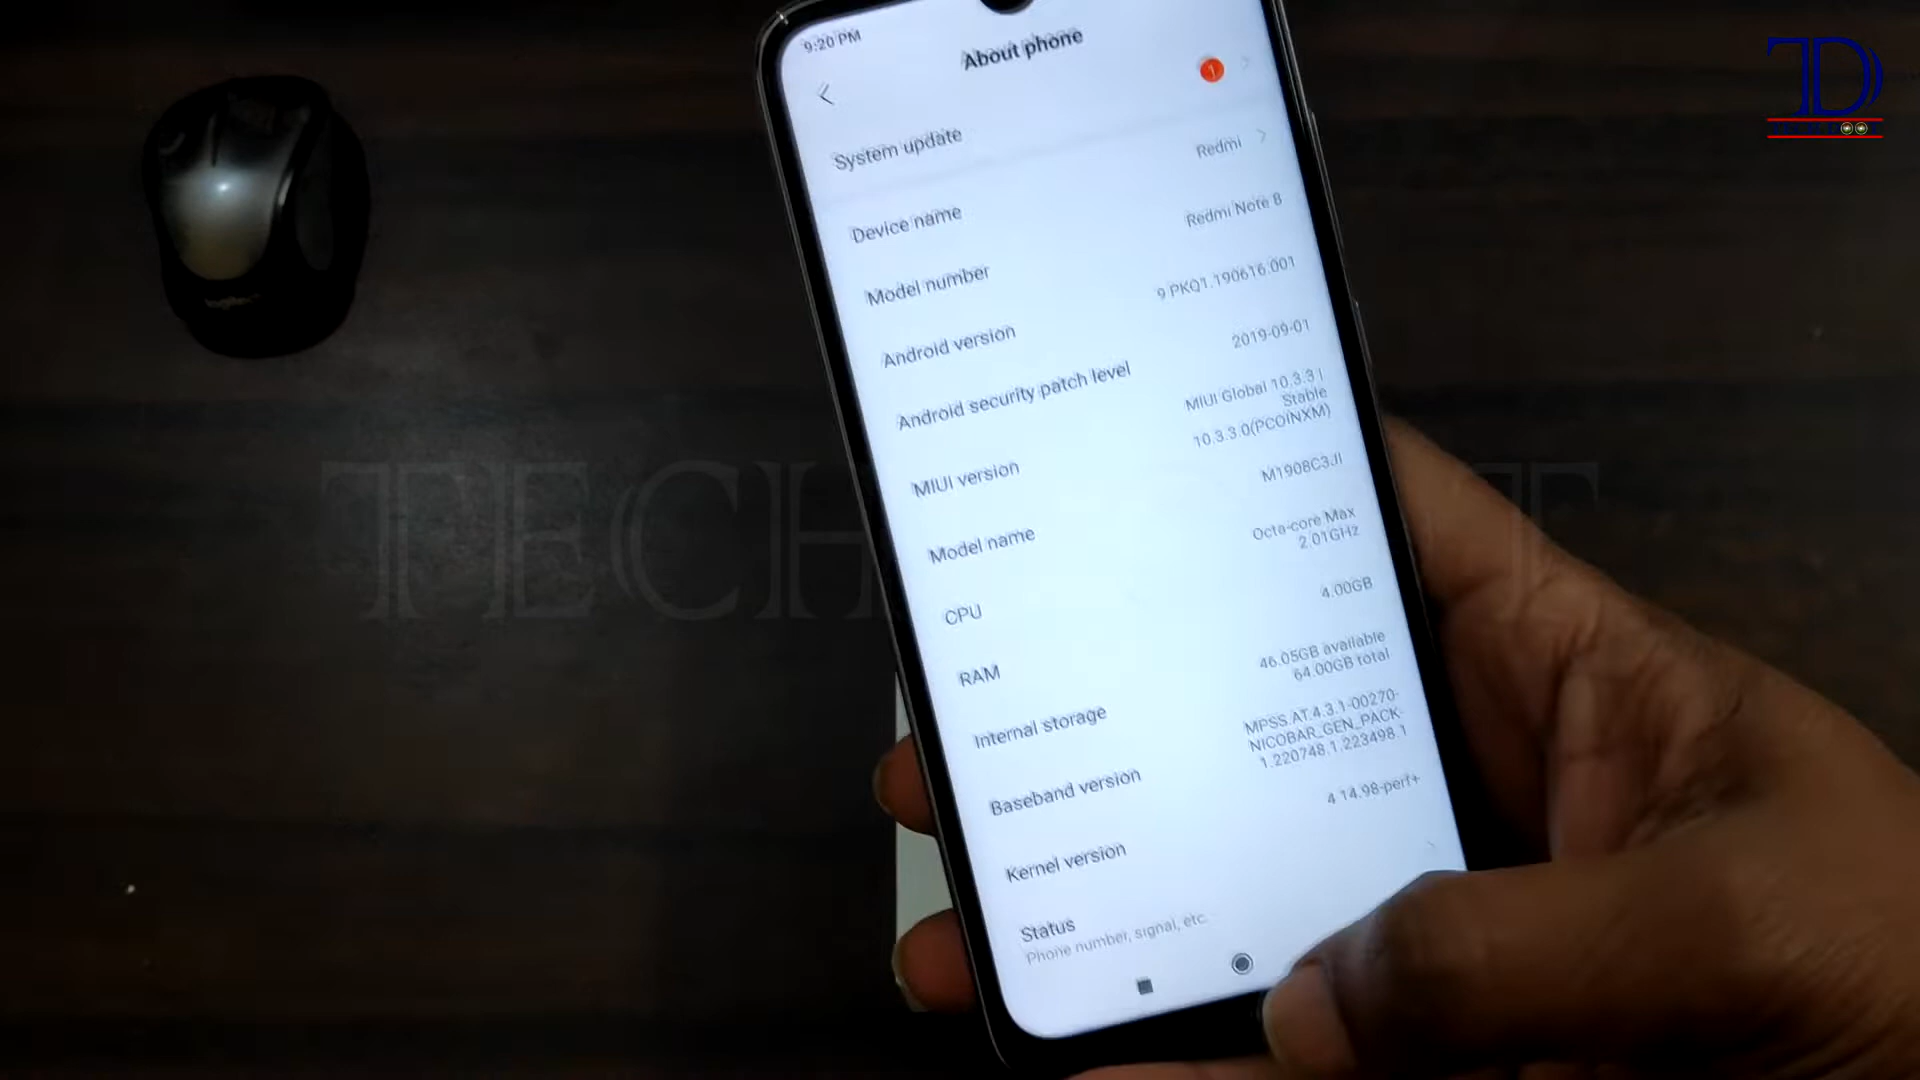 9:20 PM
About phone
1
System update
Device name
Redmi
Model number
Redmi Note 8
Android version
9 PKQ1.190616.001
Android security patch level
2019-09-01
MIUI version
MIUI Global 10.3.3 |
Stable
10.3.3.0(PCOINXM)
Model name
M1908C3JI
CPU
Octa-core Max
2.01GHz
RAM
4.00GB
Internal storage
46.05GB available
64.00GB total
Baseband version
MPSS.AT.4.3.1-00270-
NICOBAR_GEN_PACK-
1.220748.1.223498.1
Kernel version
4.14.98-perf+
Status
Phone number, signal, etc.
TD
TECH